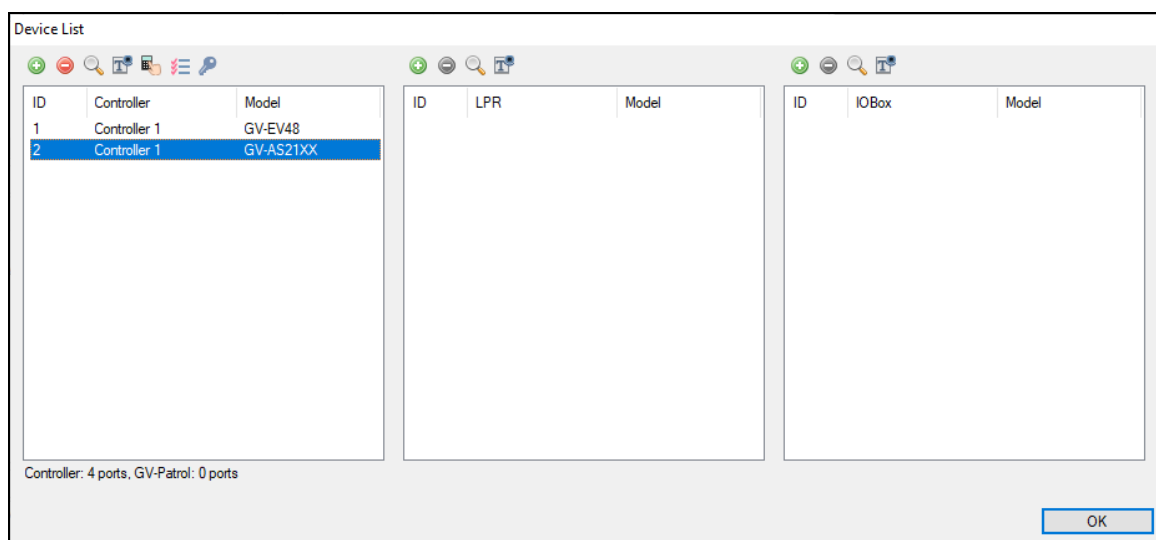 Device List
ID Controller Model
1 Controller 1 GV-EV48
2 Controller 1 GV-AS21XX
ID LPR Model
ID IOBox Model
Controller: 4 ports, GV-Patrol: 0 ports
OK